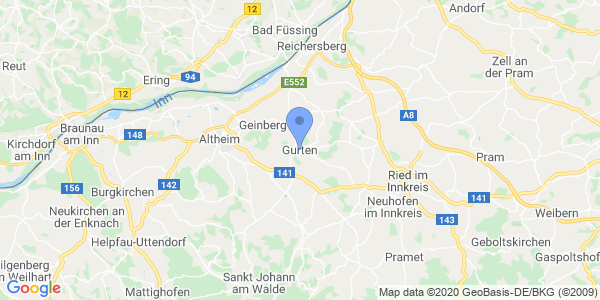 Andorf
12
Bad Füssing
Reichersberg
Reut
Zell an
der Pram
Ering
94
E552
12
Inn
A8
Geinberg
Braunau
am Inn
148
Altheim
Kirchdorf
am Inn
Gurten
Pram
141
Ried im
Innkreis
156
142
Burgkirchen
141
Neuhofen
im Innkreis
Neukirchen an
der Enknach
143
Weibern
Helpfau-Uttendorf
Geboltskirchen
Pramet
Gaspoltshof
ilgenberg
m Weilhart
Sankt Johann
am Walde
Mattighofen
Google
Map data ©2020 GeoBasis-DE/BKG (©2009)